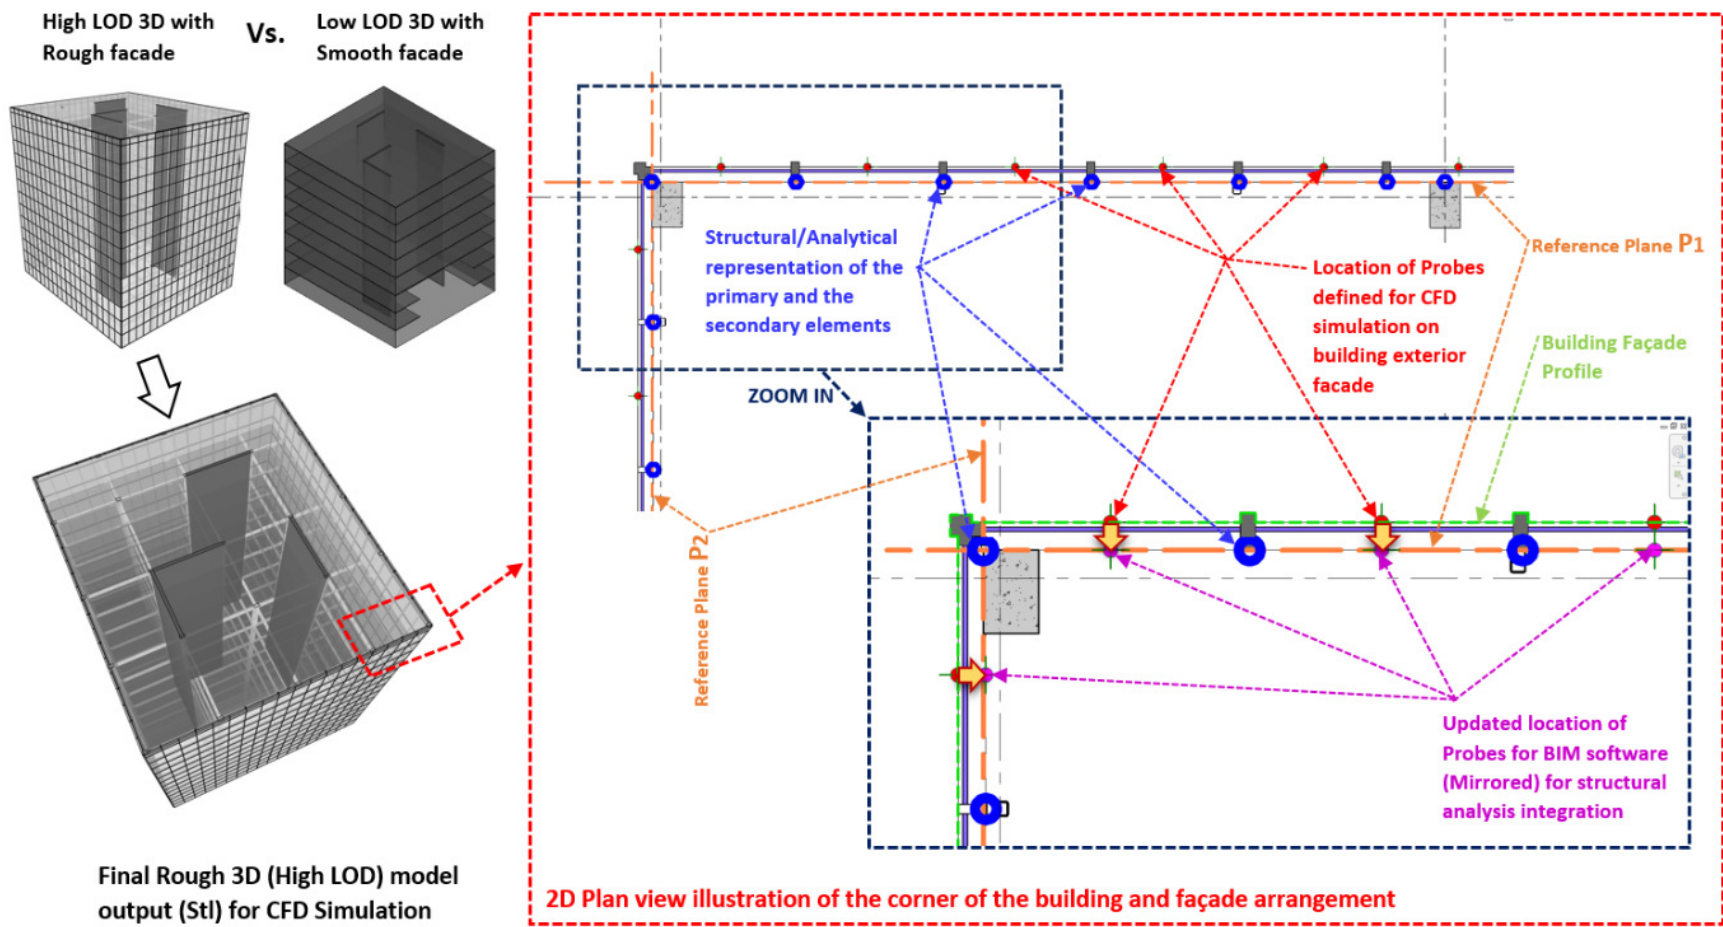 High LOD 3D with
Rough facade
Vs.
Low LOD 3D with
Smooth facade
Structural/Analytical
representation of the
primary and the
secondary elements
Location of Probes
defined for CFD
simulation on
building exterior
facade
Reference Plane P1
Building Façade
Profile
ZOOM IN
Reference Plane P2
Updated location of
Probes for BIM software
(Mirrored) for structural
analysis integration
Final Rough 3D (High LOD) model
output (Stl) for CFD Simulation
2D Plan view illustration of the corner of the building and façade arrangement